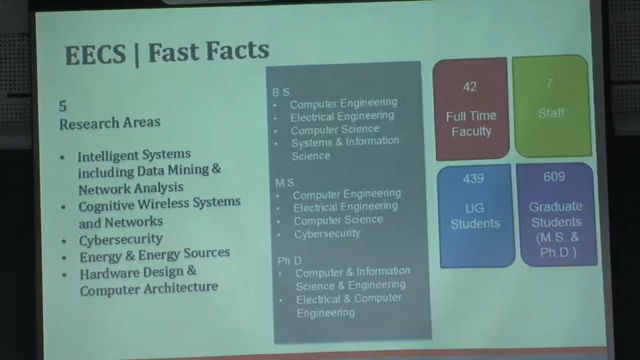 EECS | Fast Facts
5
Research Areas
• Intelligent Systems
including Data Mining &
Network Analysis
• Cognitive Wireless Systems
and Networks
• Cybersecurity
• Energy & Energy Sources
• Hardware Design &
Computer Architecture
B.S.
• Computer Engineering
• Electrical Engineering
• Computer Science
• Systems & Information
Science
M.S.
• Computer Engineering
• Electrical Engineering
• Computer Science
• Cybersecurity
Ph.D.
• Computer & Information
Science & Engineering
• Electrical & Computer
Engineering
42
Full Time
Faculty
7
Staff
439
UG
Students
609
Graduate
Students
(M.S. &
Ph.D.)